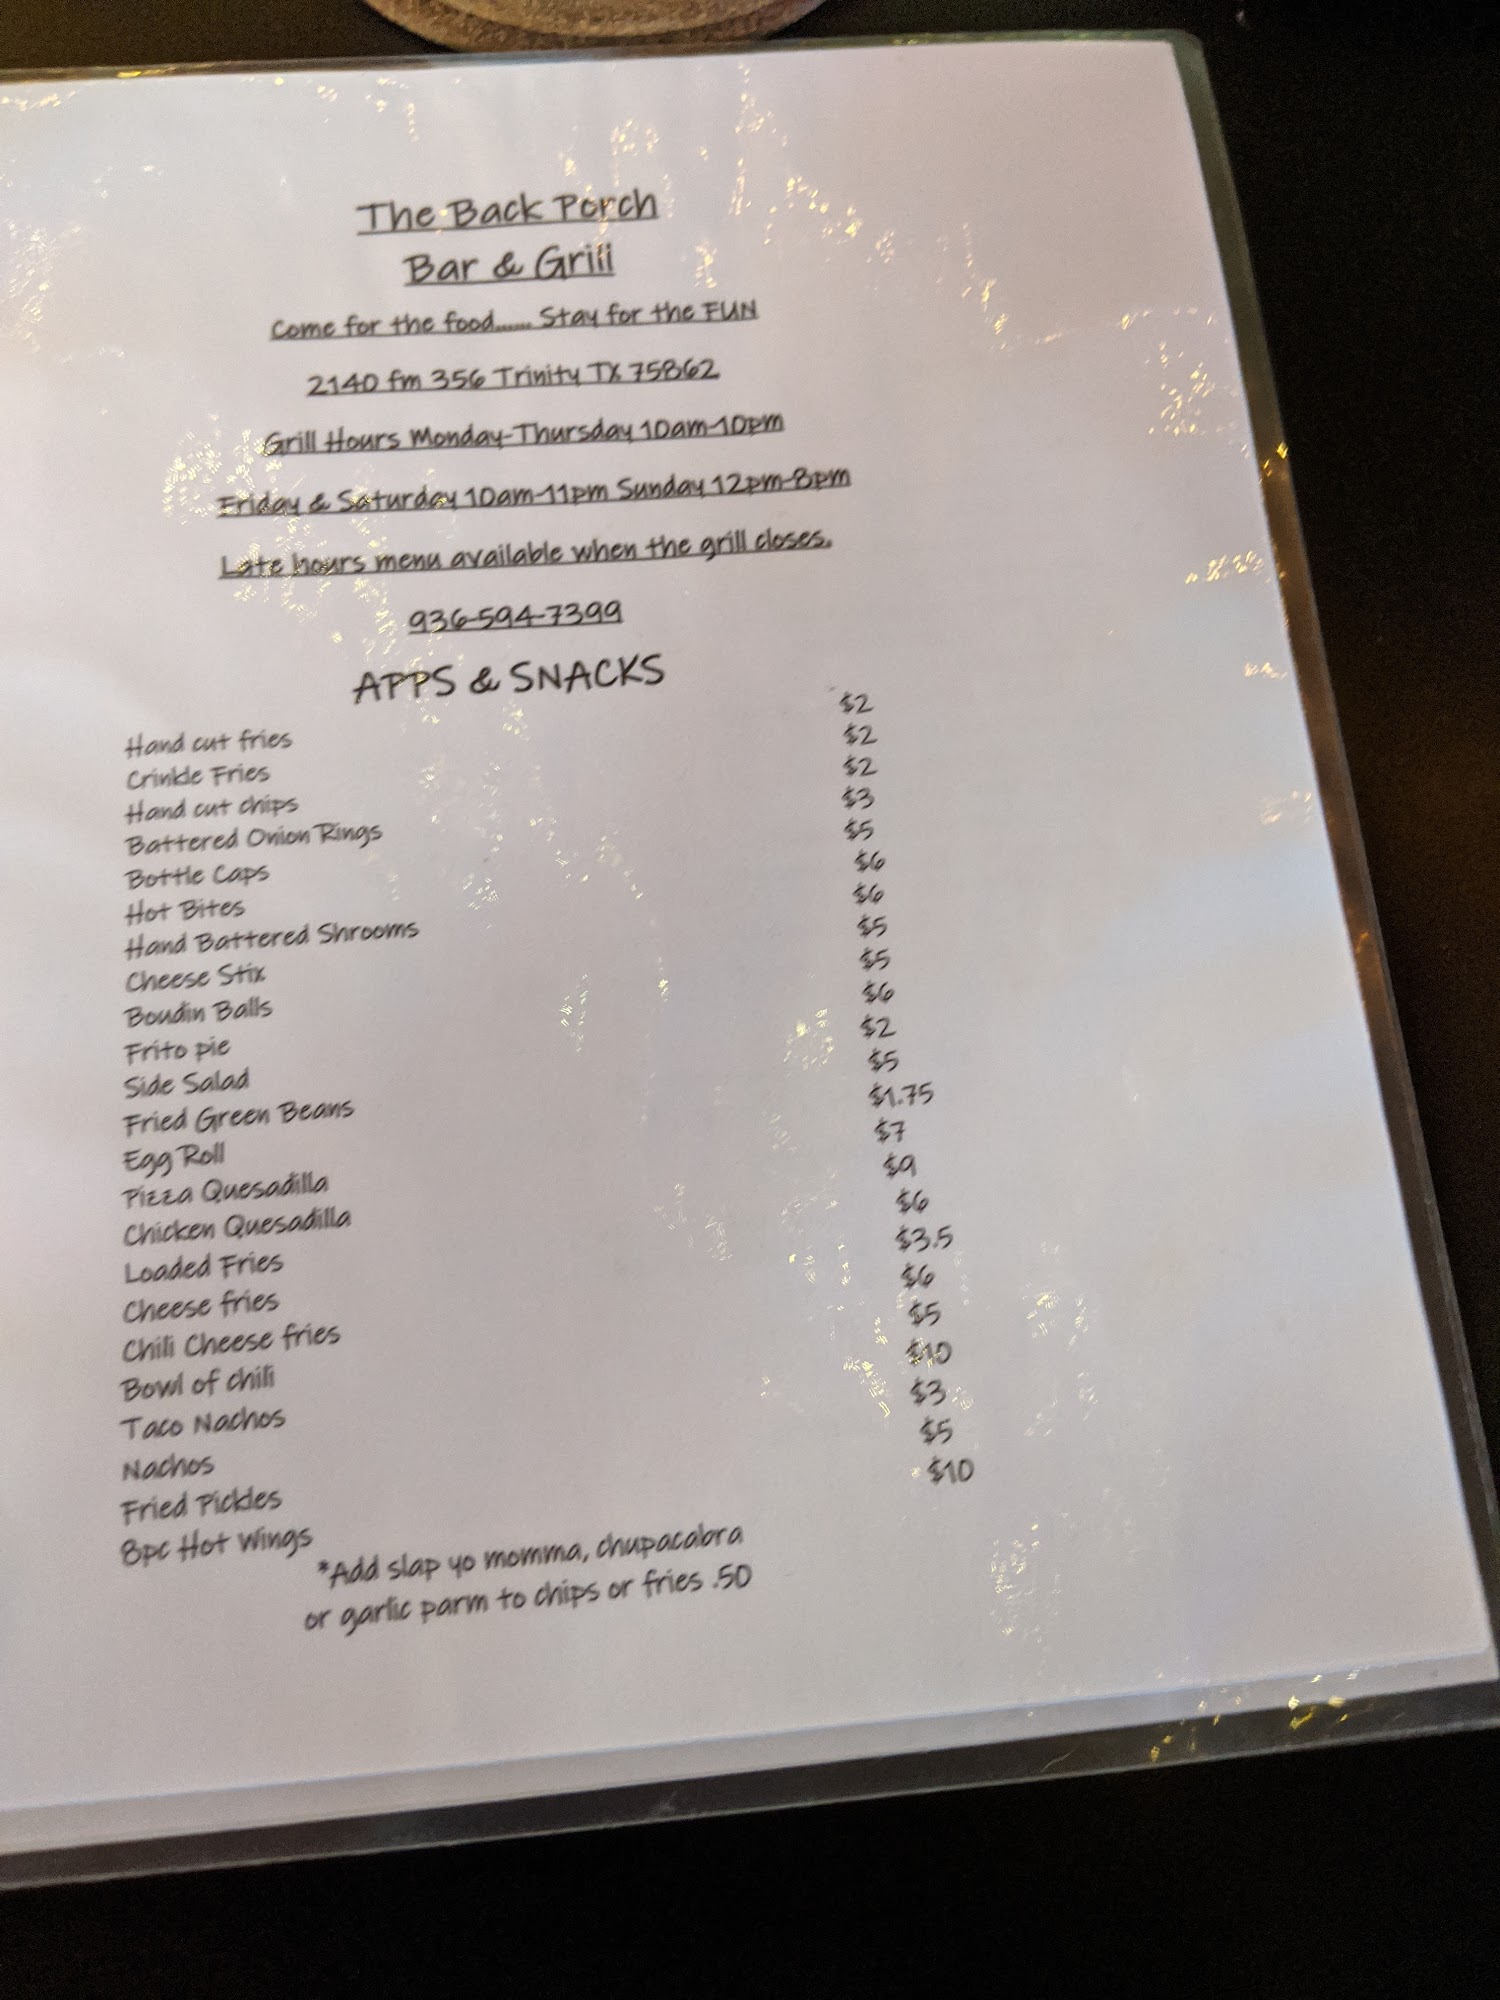 The Back Porch
Bar & Grill
Come for the food...... Stay for the FUN
2140 fm 356 Trinity TX 75862
Grill Hours Monday-Thursday 10am-10pm
Friday & Saturday 10am-11pm Sunday 12pm-8pm
Late hours menu available when the grill closes.
936-594-7399
APPS & SNACKS
Hand cut fries $2
Crinkle Fries $2
Hand cut chips $2
Battered Onion Rings $3
Bottle Caps $5
Hot Bites $6
Hand Battered Shrooms $6
Cheese Stix $5
Boudin Balls $5
Frito pie $6
Side Salad $2
Fried Green Beans $5
Egg Roll $1.75
Pizza Quesadilla $7
Chicken Quesadilla $9
Loaded Fries $6
Cheese fries $3.5
Chili Cheese fries $6
Bowl of chili $5
Taco Nachos $10
Nachos $3
Fried Pickles $5
8pc Hot Wings $10
*Add slap yo momma, chupacabra
or garlic parm to chips or fries .50